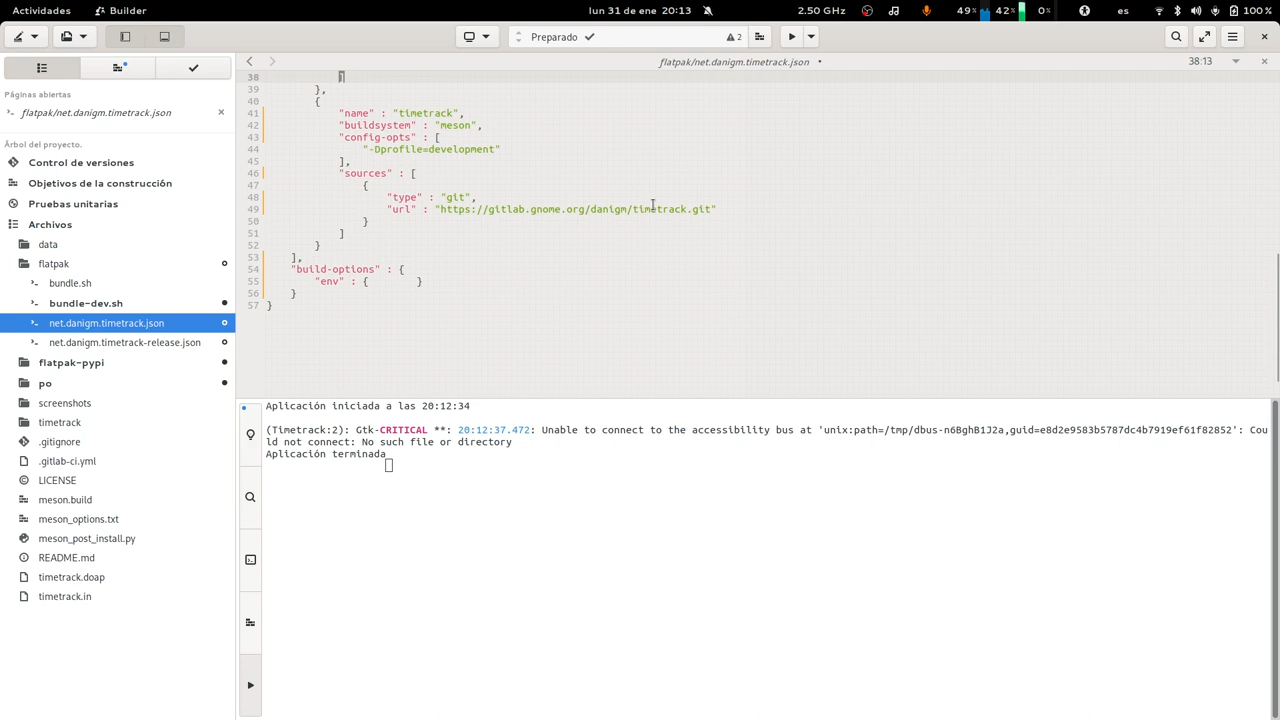 Actividades
Builder
lun 31 de ene 20:13
2.50 GHz
49%
42%
0%
es
100 %
Preparado
2
flatpak/net.danigm.timetrack.json •
38:13
Páginas abiertas
flatpak/net.danigm.timetrack.json
Árbol del proyecto.
Control de versiones
Objetivos de la construcción
Pruebas unitarias
Archivos
data
flatpak
bundle.sh
bundle-dev.sh
net.danigm.timetrack.json
net.danigm.timetrack-release.json
flatpak-pypi
po
screenshots
timetrack
.gitignore
.gitlab-ci.yml
LICENSE
meson.build
meson_options.txt
meson_post_install.py
README.md
timetrack.doap
timetrack.in
38 ]
39 },
40 {
41 "name" : "timetrack",
42 "buildsystem" : "meson",
43 "config-opts" : [
44 "-Dprofile=development"
45 ],
46 "sources" : [
47 {
48 "type" : "git",
49 "url" : "https://gitlab.gnome.org/danigm/timetrack.git"
50 }
51 ]
52 }
53 ],
54 "build-options" : {
55 "env" : { }
56 }
57 }
Aplicación iniciada a las 20:12:34
(Timetrack:2): Gtk-CRITICAL **: 20:12:37.472: Unable to connect to the accessibility bus at 'unix:path=/tmp/dbus-n6BghB1J2a,guid=e8d2e9583b5787dc4b7919ef61f82852': Cou
ld not connect: No such file or directory
Aplicación terminada